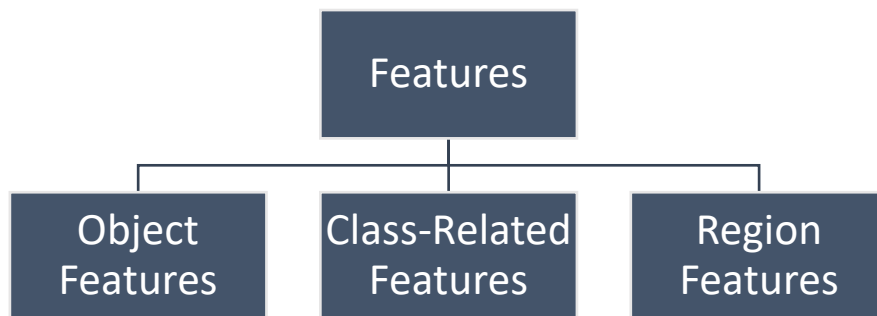 Features
Object
Features
Class-Related
Features
Region
Features